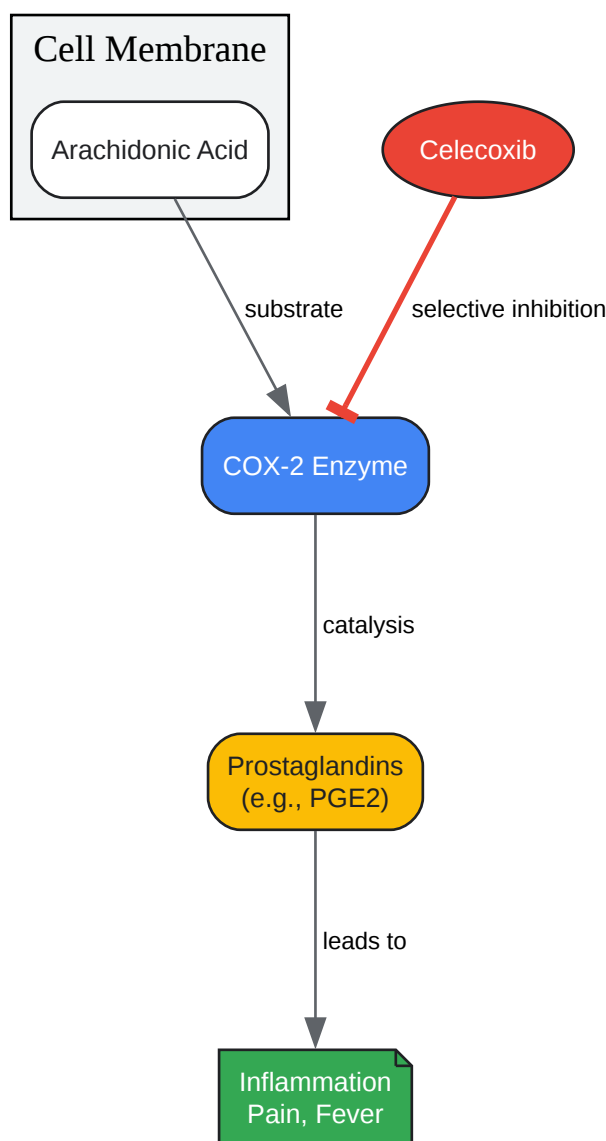 Cell Membrane
Arachidonic Acid
Celecoxib
substrate
selective inhibition
COX-2 Enzyme
catalysis
Prostaglandins
(e.g., PGE2)
leads to
Inflammation
Pain, Fever